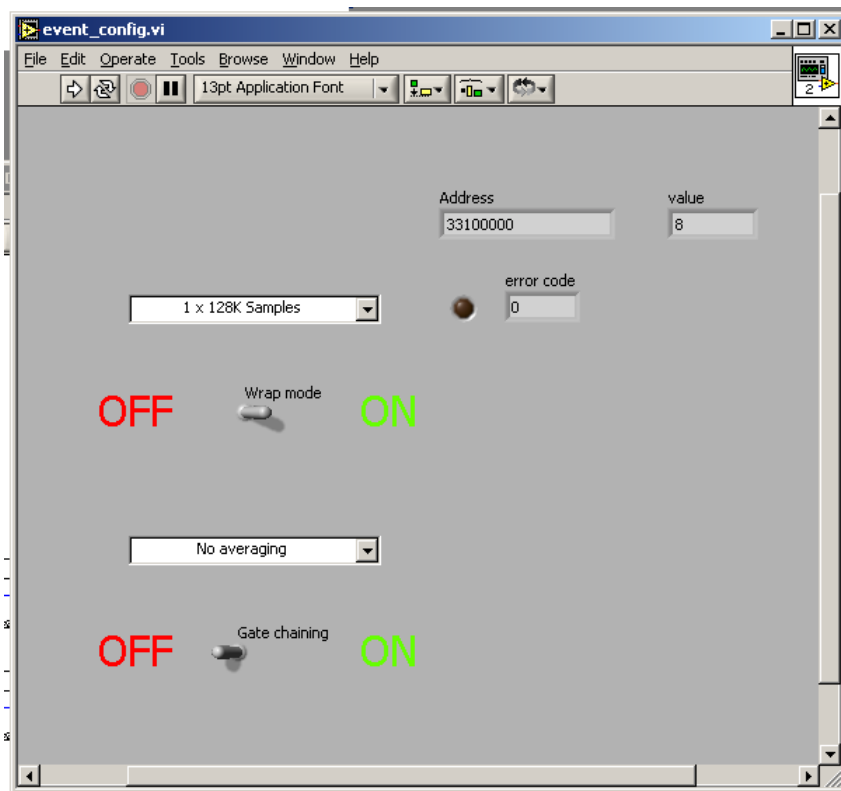 event_config.vi
File Edit Operate Tools Browse Window Help
13pt Application Font
2
Address value
33100000 8
error code
1 x 128K Samples 0
Wrap mode
OFF ON
No averaging
Gate chaining
OFF ON